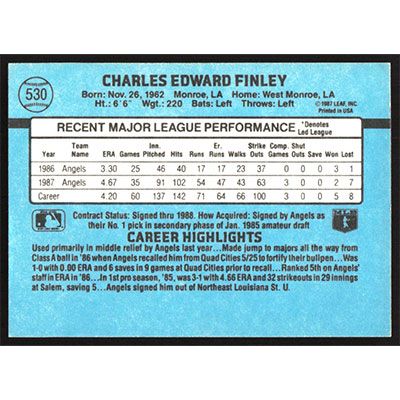 530
CHARLES EDWARD FINLEY
Born: Nov. 26, 1962 Monroe, LA Home: West Monroe, LA
Ht.: 6'6" Wgt.: 220 Bats: Left Throws: Left
©1987 LEAF, INC.
Printed in USA
RECENT MAJOR LEAGUE PERFORMANCE *Denotes Led League
Year Team Name ERA Games Inn. Pitched Hits Runs Earned Runs Walks Strike Outs Comp. Games Shut Outs Save Won Lost
1986 Angels 3.30 25 46 40 17 17 23 37 0 0 0 3 1
1987 Angels 4.67 35 91 102 54 47 43 63 0 0 0 2 7
Career 4.20 60 137 142 71 64 66 100 0 0 0 5 8
Contract Status: Signed thru 1988. How Acquired: Signed by Angels as
their No. 1 pick in secondary phase of Jan. 1985 amateur draft
CAREER HIGHLIGHTS
Used primarily in middle relief by Angels last year...Made jump to majors all the way from
Class A ball in '86 when Angels recalled him from Quad Cities 5/25 to fortify their bullpen...Was
1-0 with 0.00 ERA and 6 saves in 9 games at Quad Cities prior to recall...Ranked 5th on Angels'
staff in ERA in '86...In 1st pro season, '85, was 3-1 with 4.66 ERA and 32 strikeouts in 29 innings
at Salem, saving 5...Angels signed him out of Northeast Louisiana St. U.